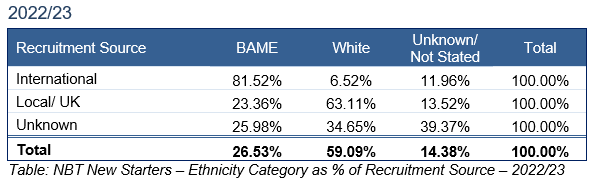 2022/23
Recruitment Source BAME White Unknown/ Not Stated Total
International 81.52% 6.52% 11.96% 100.00%
Local/ UK 23.36% 63.11% 13.52% 100.00%
Unknown 25.98% 34.65% 39.37% 100.00%
Total 26.53% 59.09% 14.38% 100.00%
Table: NBT New Starters – Ethnicity Category as % of Recruitment Source – 2022/23